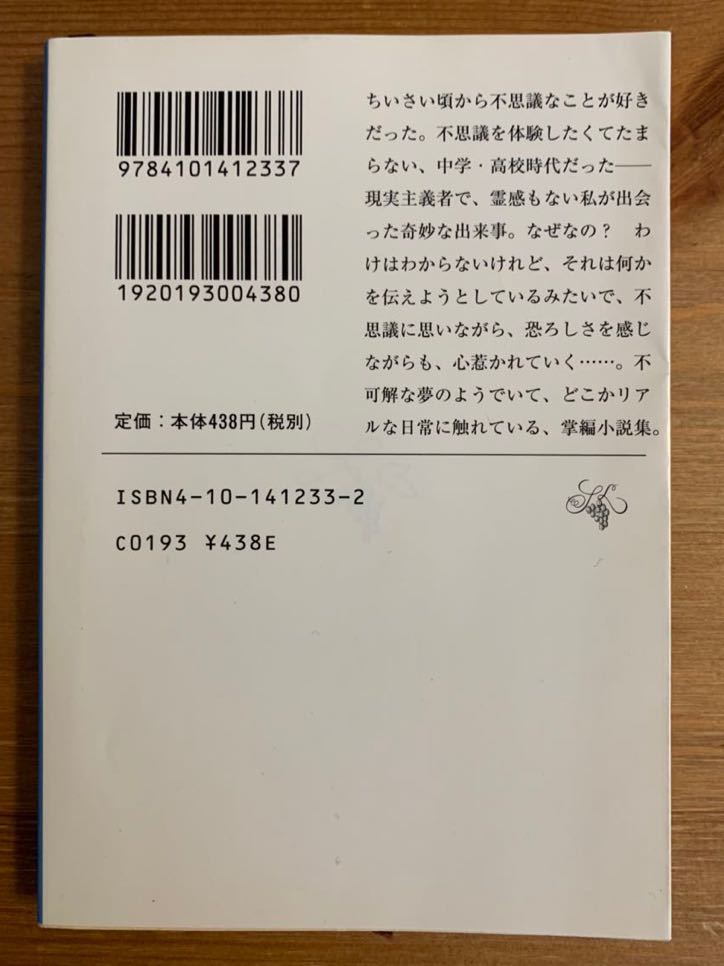 9784101412337
1920193004380
定価：本体438円(税別)
ちいさい頃から不思議なことが好き
だった。不思議を体験したくてたま
らない、中学・高校時代だった――
現実主義者で、霊感もない私が出会
った奇妙な出来事。なぜなの？　わ
けはわからないけれど、それは何か
を伝えようとしているみたいで、不
思議に思いながら、恐ろしさを感じ
ながらも、心惹かれていく……。不
可解な夢のようでいて、どこかリア
ルな日常に触れている、掌編小説集。
ISBN4-10-141233-2
C0193 ¥438E